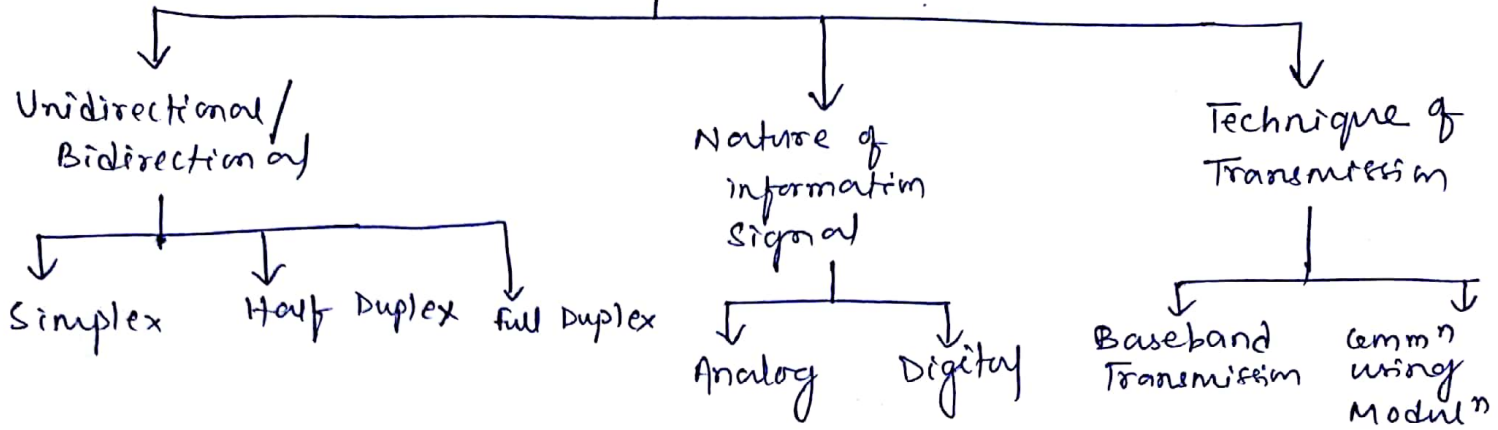 Unidirectional/
Bidirectional
Nature of
information
Signal
Technique of
Transmission
Simplex
Half Duplex
Full Duplex
Analog
Digital
Baseband
Transmission
Commⁿ
using
Modulⁿ